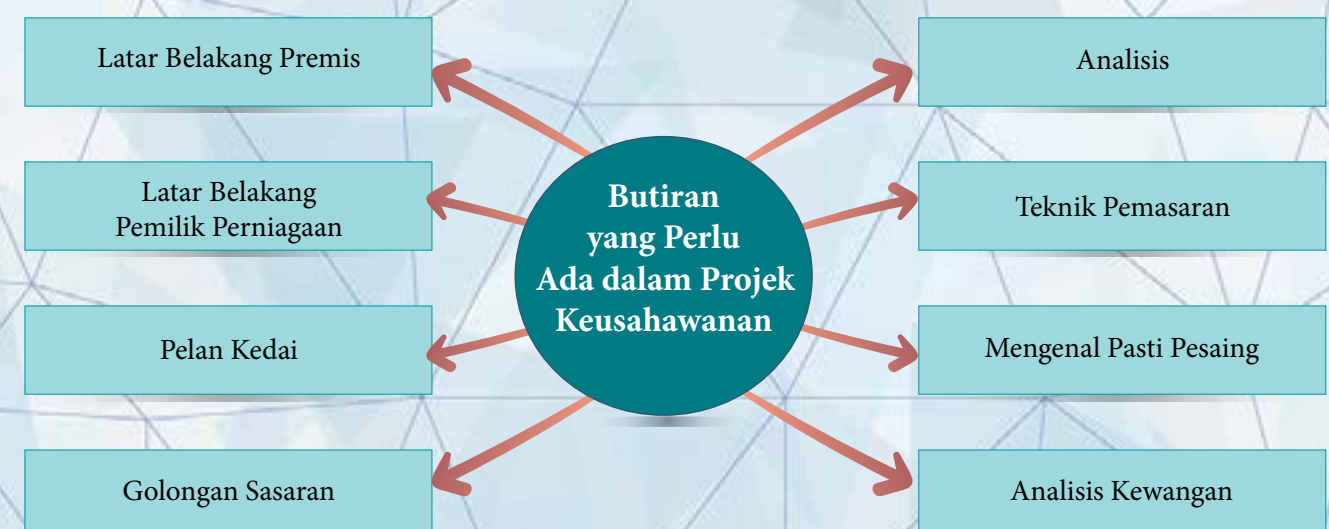 Latar Belakang Premis
Latar Belakang
Pemilik Perniagaan
Pelan Kedai
Golongan Sasaran
Butiran
yang Perlu
Ada dalam Projek
Keusahawanan
Analisis
Teknik Pemasaran
Mengenal Pasti Pesaing
Analisis Kewangan